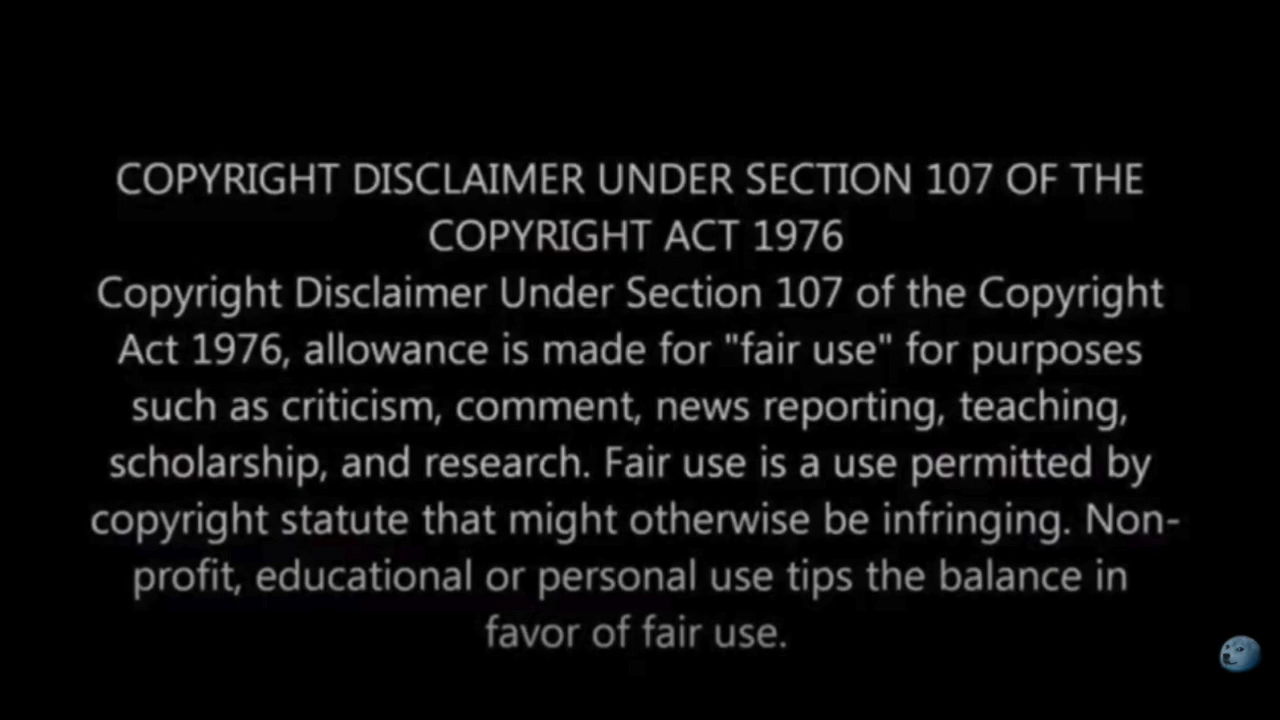 COPYRIGHT DISCLAIMER UNDER SECTION 107 OF THE
COPYRIGHT ACT 1976
Copyright Disclaimer Under Section 107 of the Copyright
Act 1976, allowance is made for "fair use" for purposes
such as criticism, comment, news reporting, teaching,
scholarship, and research. Fair use is a use permitted by
copyright statute that might otherwise be infringing. Non-
profit, educational or personal use tips the balance in
favor of fair use.